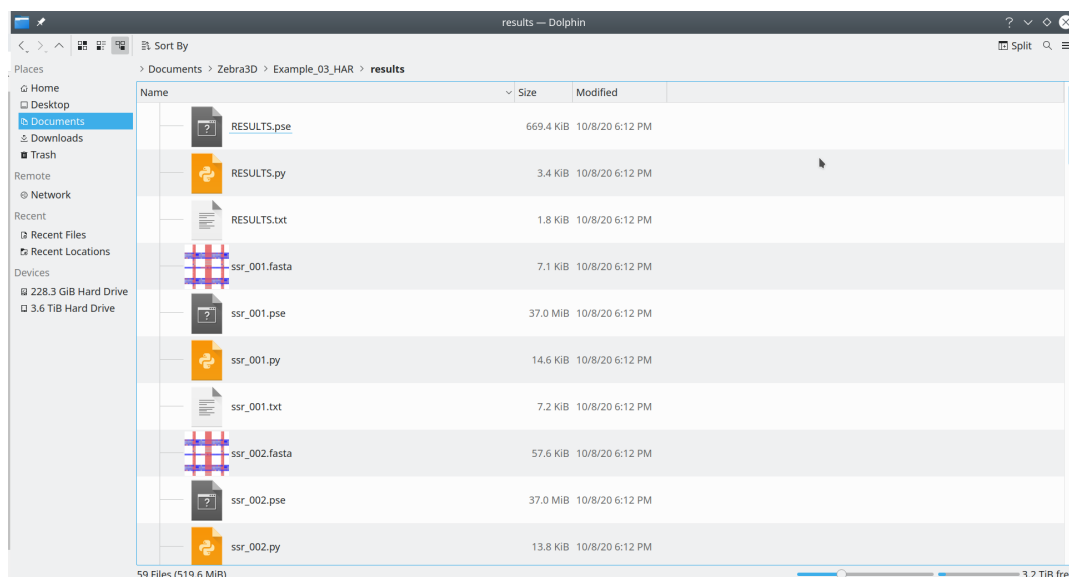 results — Dolphin
Sort By
Split
Places
Home
Desktop
Documents
Downloads
Trash
Remote
Network
Recent
Recent Files
Recent Locations
Devices
228.3 GiB Hard Drive
3.6 TiB Hard Drive
> Documents > Zebra3D > Example_03_HAR > results
Name Size Modified
RESULTS.pse 669.4 KiB 10/8/20 6:12 PM
RESULTS.py 3.4 KiB 10/8/20 6:12 PM
RESULTS.txt 1.8 KiB 10/8/20 6:12 PM
ssr_001.fasta 7.1 KiB 10/8/20 6:12 PM
ssr_001.pse 37.0 MiB 10/8/20 6:12 PM
ssr_001.py 14.6 KiB 10/8/20 6:12 PM
ssr_001.txt 7.2 KiB 10/8/20 6:12 PM
ssr_002.fasta 57.6 KiB 10/8/20 6:12 PM
ssr_002.pse 37.0 MiB 10/8/20 6:12 PM
ssr_002.py 13.8 KiB 10/8/20 6:12 PM
59 Files (519.6 MiB) 3.2 TiB fre